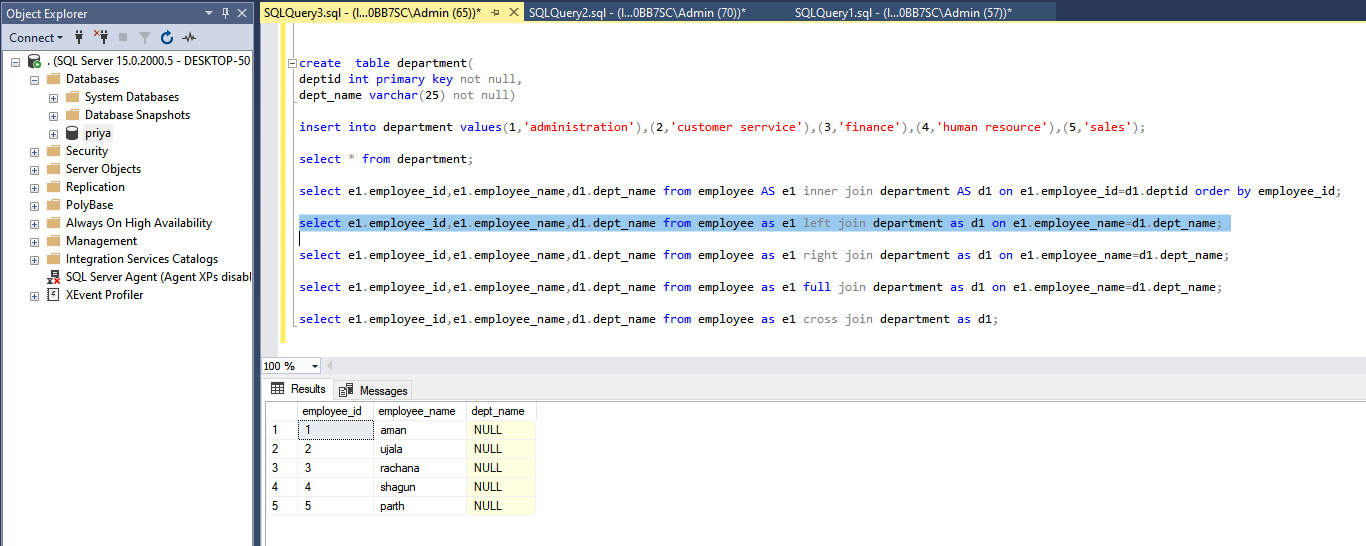 Object Explorer
Connect
. (SQL Server 15.0.2000.5 - DESKTOP-50
Databases
System Databases
Database Snapshots
priya
Security
Server Objects
Replication
PolyBase
Always On High Availability
Management
Integration Services Catalogs
SQL Server Agent (Agent XPs disabl
XEvent Profiler
SQLQuery3.sql - (l...0BB7SC\Admin (65))*
SQLQuery2.sql - (l...0BB7SC\Admin (70))*
SQLQuery1.sql - (l...0BB7SC\Admin (57))*
create  table department(
deptid int primary key not null,
dept_name varchar(25) not null)
insert into department values(1,'administration'),(2,'customer serrvice'),(3,'finance'),(4,'human resource'),(5,'sales');
select * from department;
select e1.employee_id,e1.employee_name,d1.dept_name from employee AS e1 inner join department AS d1 on e1.employee_id=d1.deptid order by employee_id;
select e1.employee_id,e1.employee_name,d1.dept_name from employee as e1 left join department as d1 on e1.employee_name=d1.dept_name;
select e1.employee_id,e1.employee_name,d1.dept_name from employee as e1 right join department as d1 on e1.employee_name=d1.dept_name;
select e1.employee_id,e1.employee_name,d1.dept_name from employee as e1 full join department as d1 on e1.employee_name=d1.dept_name;
select e1.employee_id,e1.employee_name,d1.dept_name from employee as e1 cross join department as d1;
100 %
Results Messages
employee_id employee_name dept_name
1 1 aman NULL
2 2 ujala NULL
3 3 rachana NULL
4 4 shagun NULL
5 5 parth NULL